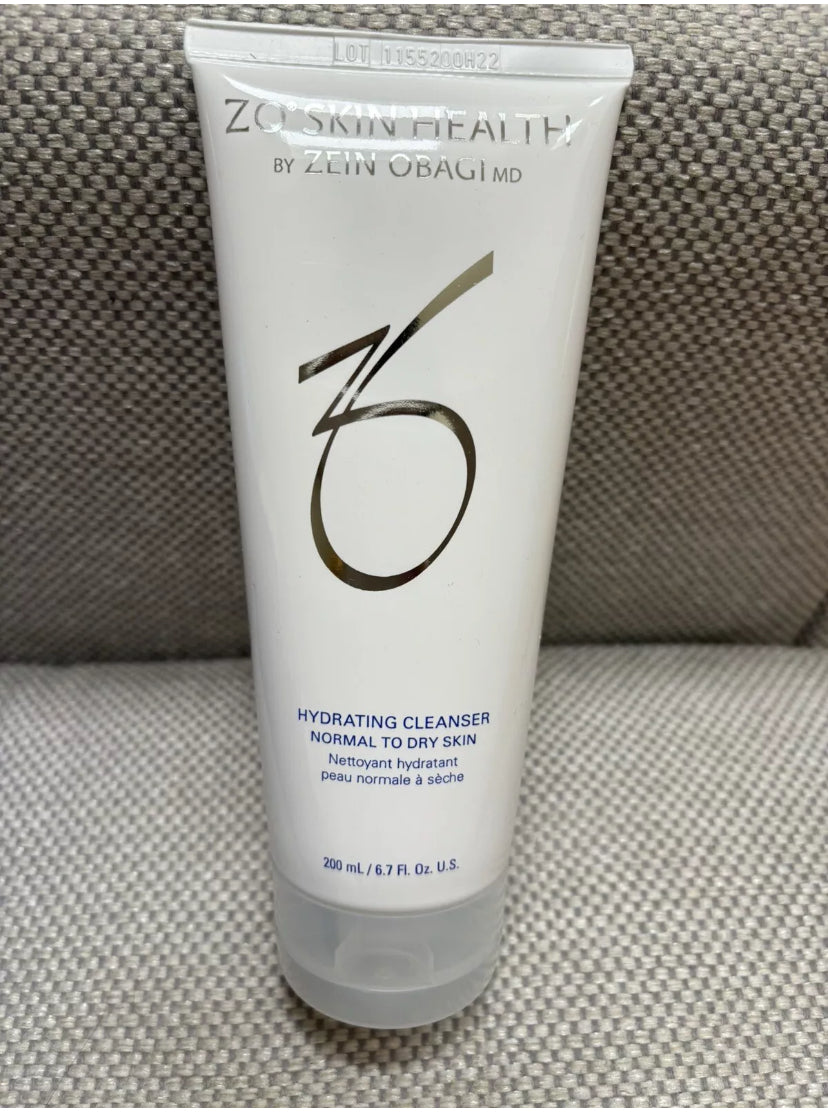 LOT 1155200H22
ZO® SKIN HEALTH
BY ZEIN OBAGI MD
ZO
HYDRATING CLEANSER
NORMAL TO DRY SKIN
Nettoyant hydratant
peau normale à sèche
200 mL / 6.7 Fl. Oz. U.S.